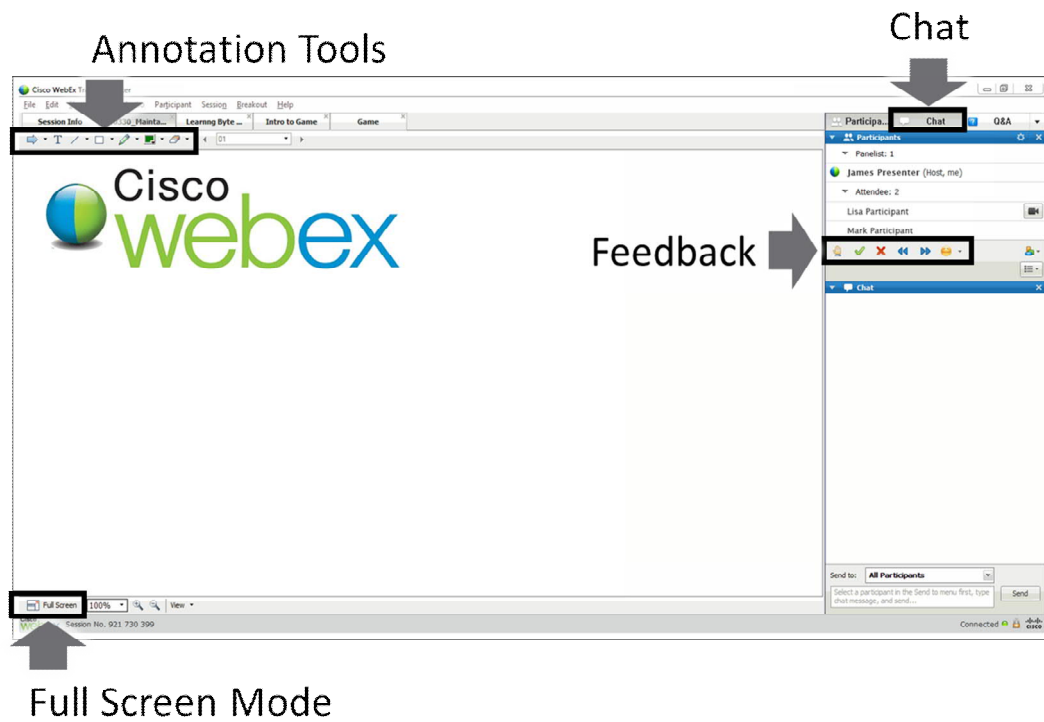 Annotation Tools
Chat
Cisco WebEx
File Edit Participant Session Breakout Help
Session Info Learnng Byte ... Intro to Game Game
Participa... Chat Q&A
T 01
Participants
Panelist: 1
James Presenter (Host, me)
Attendee: 2
Lisa Participant
Mark Participant
Cisco
webex
Feedback
Chat
Send to: All Participants
Select a participant in the Send to menu first, type
chat message, and send...
Send
Full Screen 100% View
Session No. 921 730 399
Connected
cisco
Full Screen Mode